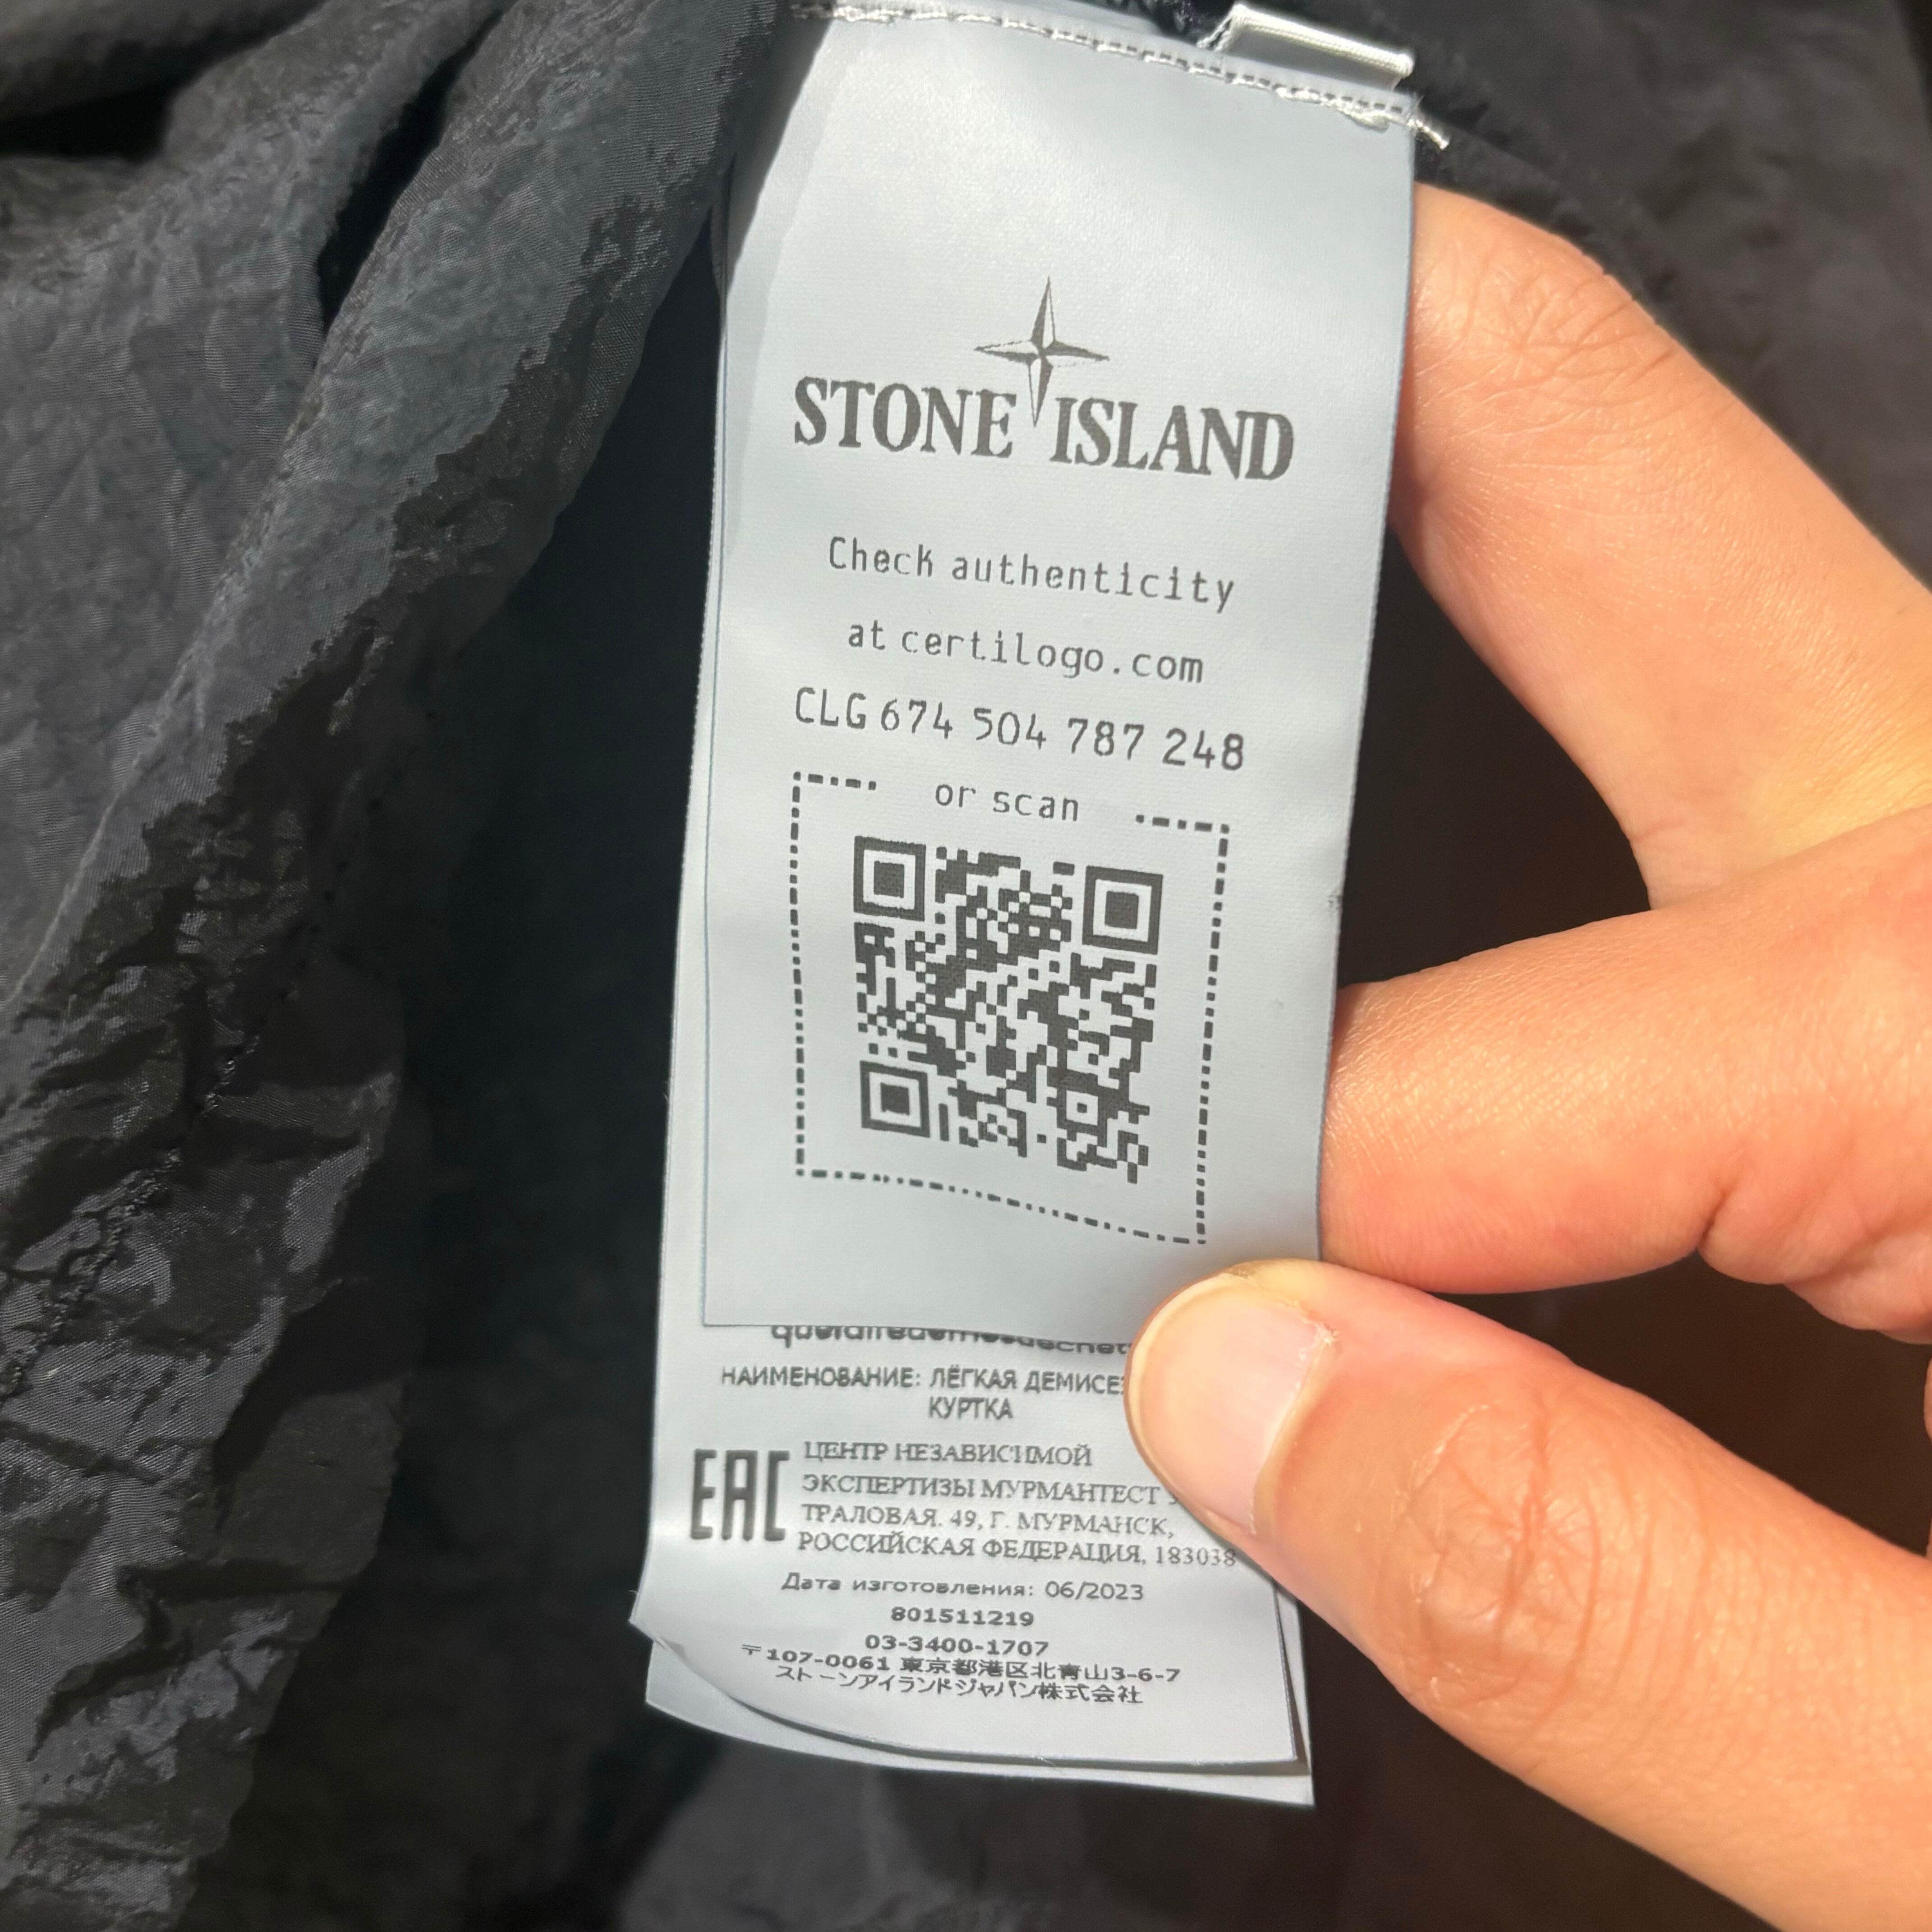 STONE ISLAND
Check authenticity
at certilogo.com
CLG 674 504 787 248
or scan
НАИМЕНОВАНИЕ: ЛЁГКАЯ
КУРТКА
EAC
ЦЕНТР НЕЗАВИСИМОЙ
ЭКСПЕРТИЗЫ МУРМАНТЕСТ
ТРАЛОВАЯ. 49, Г. МУРМАНСК,
РОССИЙСКАЯ ФЕДЕРАЦИЯ, 183038
Дата изготовления: 06/2023
801511219
03-3400-1707
〒107-0061 東京都港区北青山3-6-7
ストーンアイランドジャパン株式会社